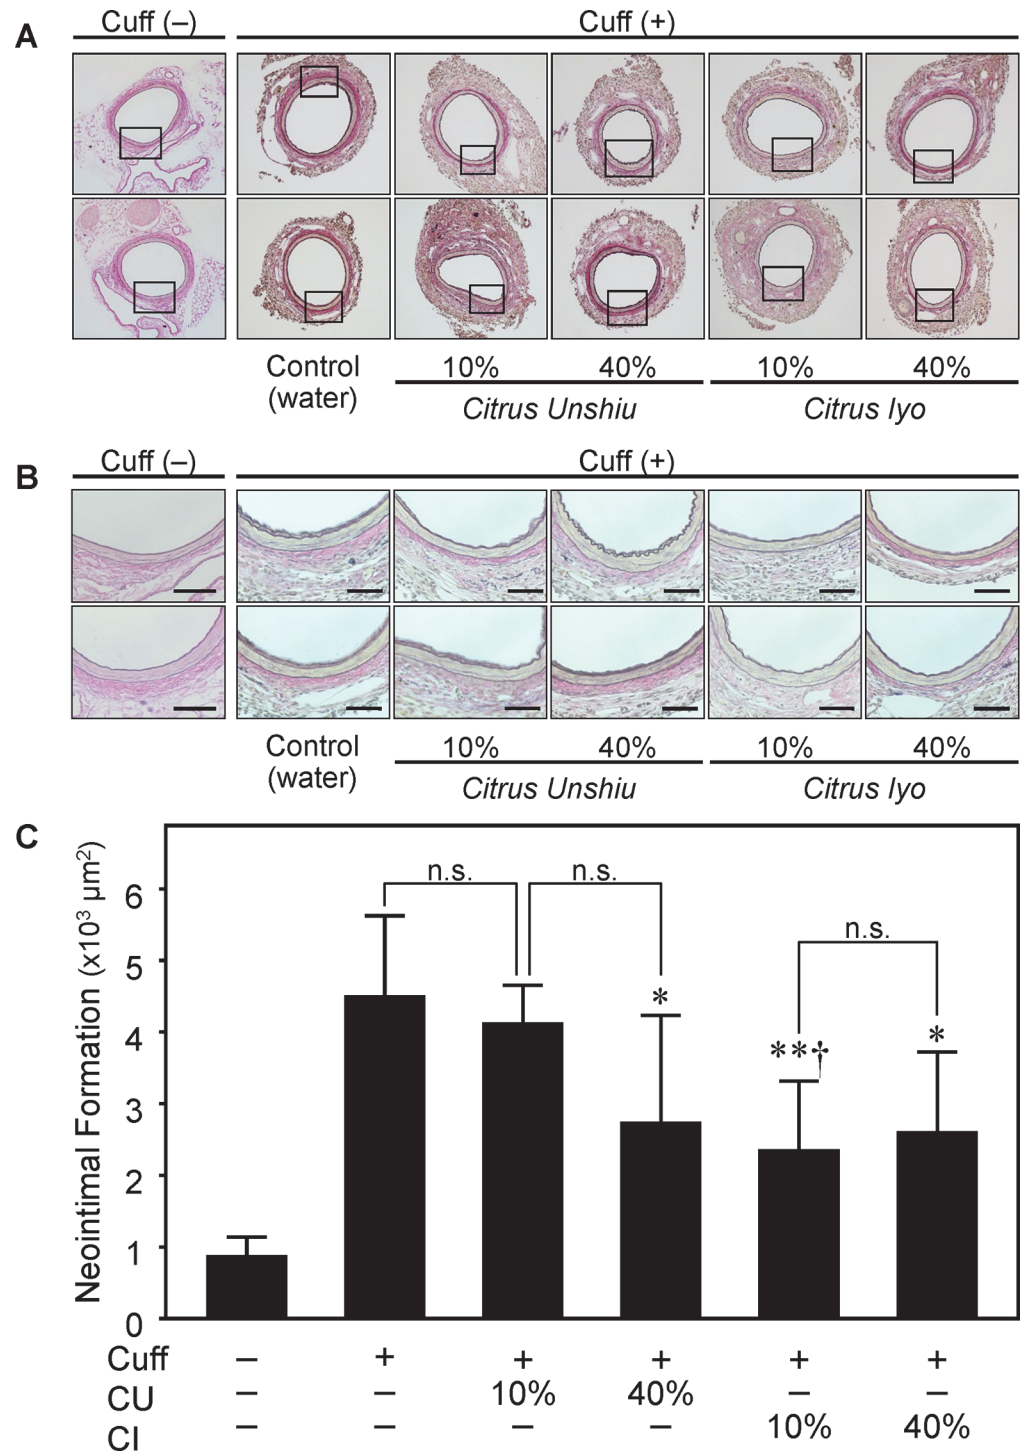 A
Cuff (–) Cuff (+)
Control (water) 10% 40% 10% 40%
Citrus Unshiu Citrus Iyo
B
Cuff (–) Cuff (+)
Control (water) 10% 40% 10% 40%
Citrus Unshiu Citrus Iyo
C
Neointimal Formation (x10³ µm²)
n.s. n.s.
n.s.
6
5
*
4
**† *
3
2
1
0
Cuff – + + + + +
CU – – 10% 40% – –
CI – – – – 10% 40%